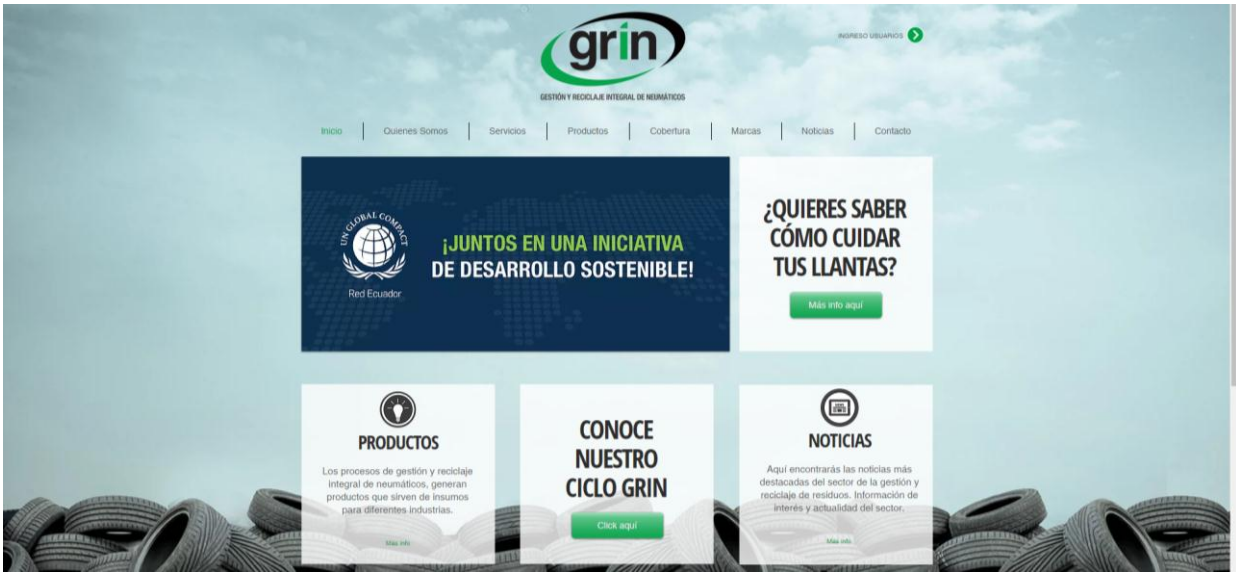 grin
INGRESO USUARIOS
GESTIÓN Y RECICLAJE INTEGRAL DE NEUMÁTICOS
Inicio
Quienes Somos
Servicios
Productos
Cobertura
Marcas
Noticias
Contacto
UN GLOBAL COMPACT
Red Ecuador
¡JUNTOS EN UNA INICIATIVA
DE DESARROLLO SOSTENIBLE!
¿QUIERES SABER
CÓMO CUIDAR
TUS LLANTAS?
Más info aquí
PRODUCTOS
Los procesos de gestión y reciclaje
integral de neumáticos, generan
productos que sirven de insumos
para diferentes industrias.
Más info
CONOCE
NUESTRO
CICLO GRIN
Click aquí
NOTICIAS
Aquí encontrarás las noticias más
destacadas del sector de la gestión y
reciclaje de residuos. Información de
interés y actualidad del sector.
Más info